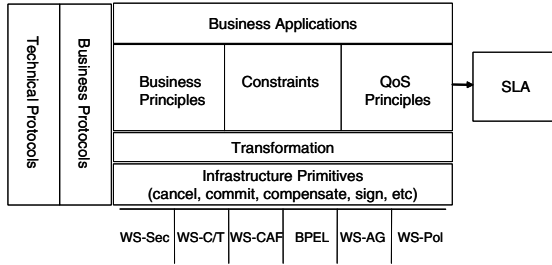 Technical Protocols
Business Protocols
Business Applications
Business
Principles
Constraints
QoS
Principles
SLA
Transformation
Infrastructure Primitives
(cancel, commit, compensate, sign, etc)
WS-Sec WS-C/T WS-CAF BPEL WS-AG WS-Pol